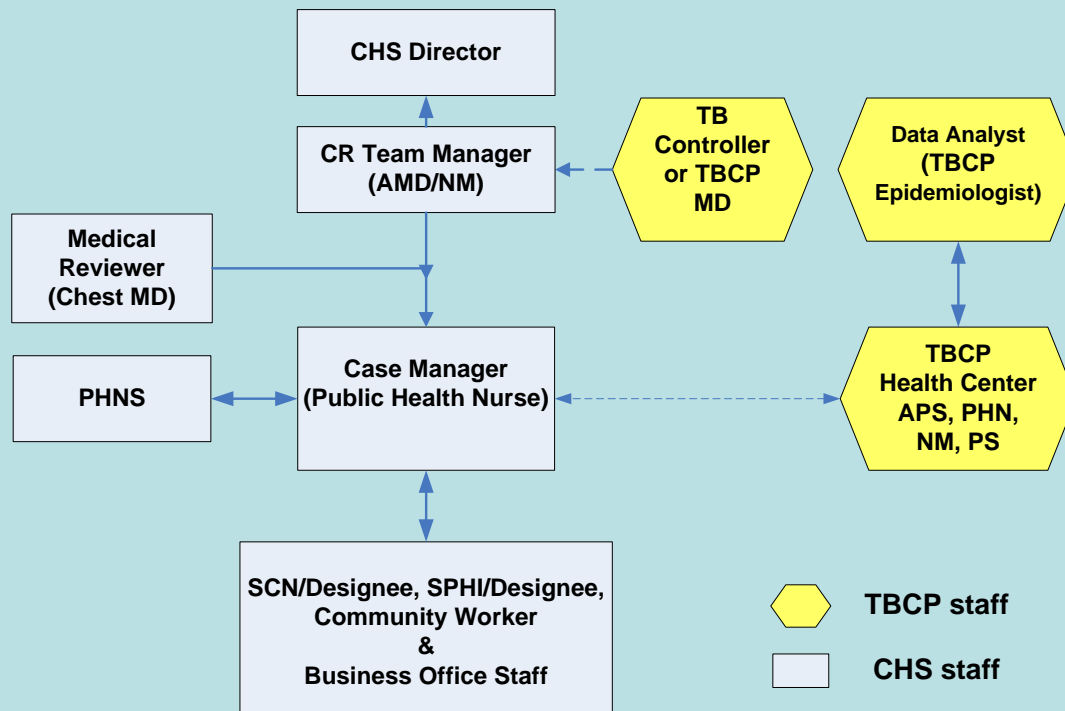 CHS Director
CR Team Manager
(AMD/NM)
TB
Controller
or TBCP
MD
Data Analyst
(TBCP
Epidemiologist)
Medical
Reviewer
(Chest MD)
PHNS
Case Manager
(Public Health Nurse)
TBCP
Health Center
APS, PHN,
NM, PS
SCN/Designee, SPHI/Designee,
Community Worker
&
Business Office Staff
TBCP staff
CHS staff